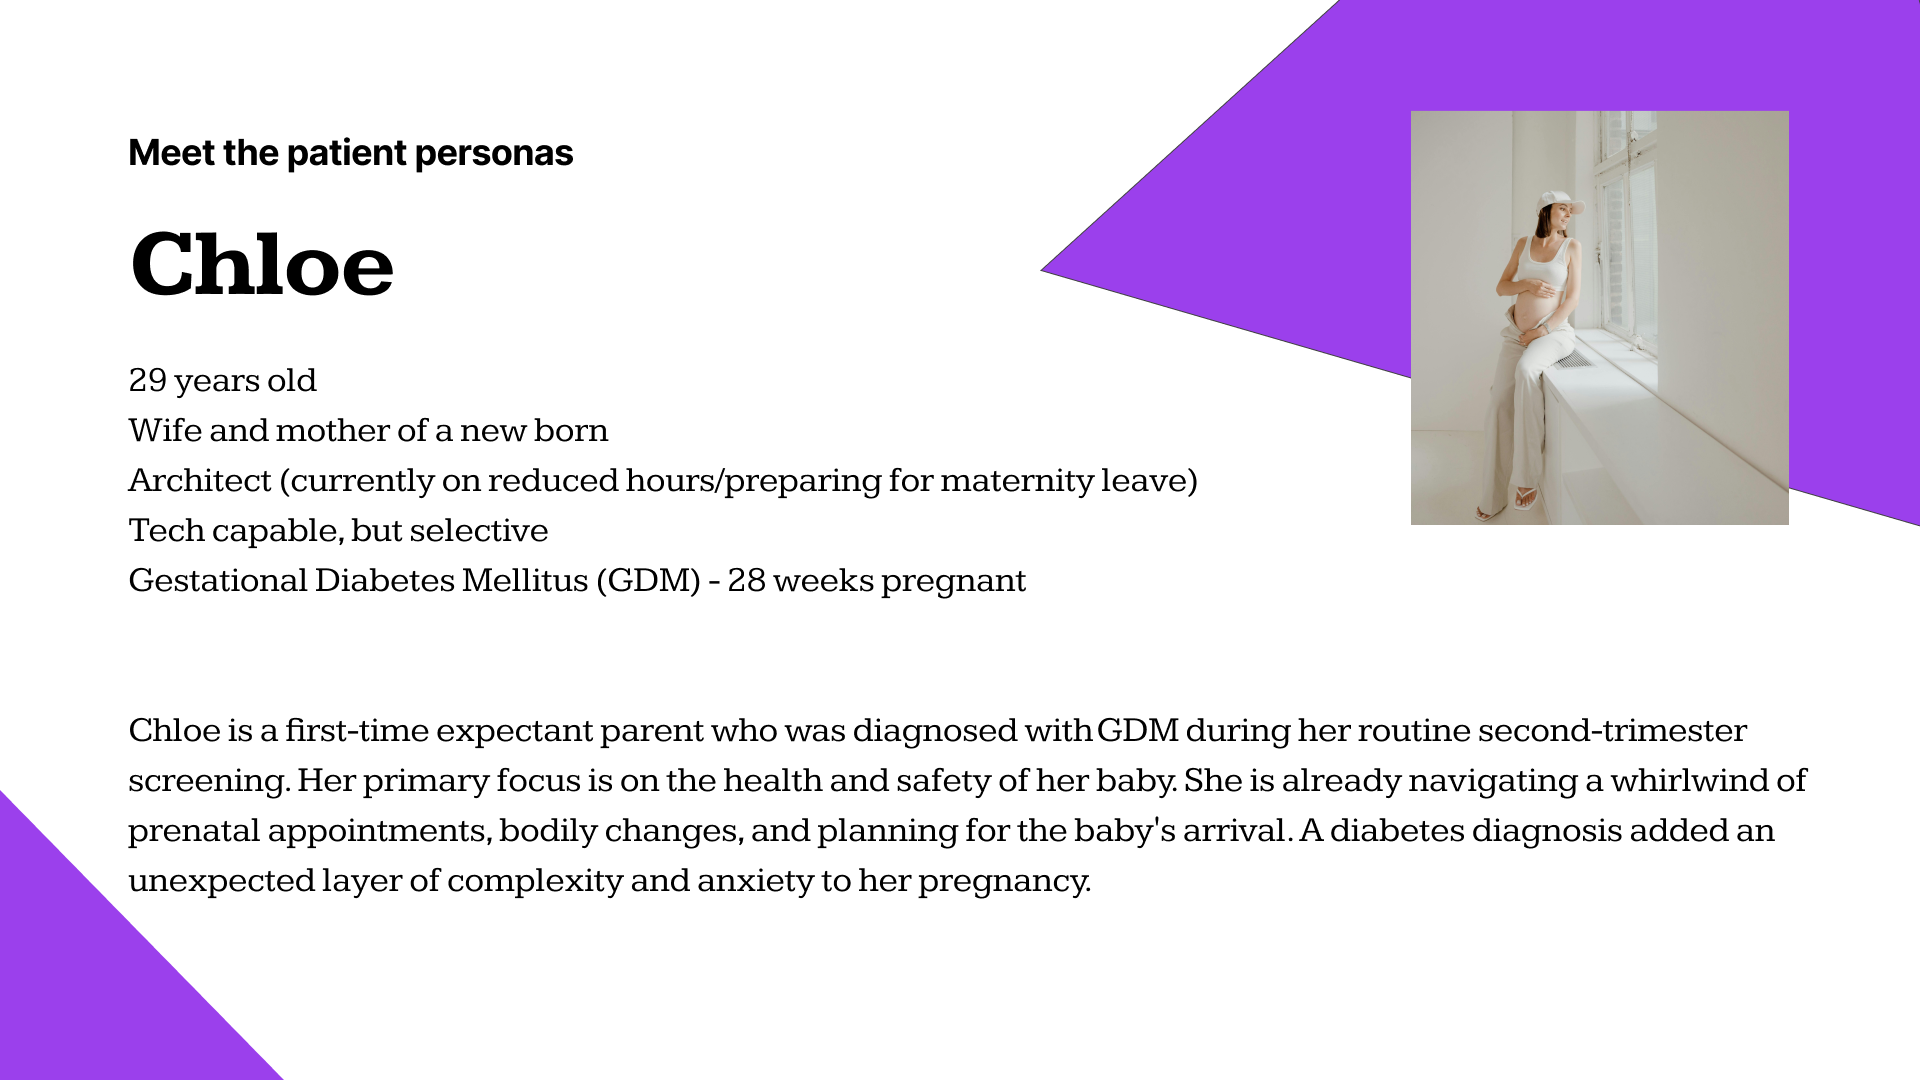 Meet the patient personas
Chloe
29 years old
Wife and mother of a new born
Architect (currently on reduced hours/preparing for maternity leave)
Tech capable, but selective
Gestational Diabetes Mellitus (GDM) - 28 weeks pregnant
Chloe is a first-time expectant parent who was diagnosed with GDM during her routine second-trimester
screening. Her primary focus is on the health and safety of her baby. She is already navigating a whirlwind of
prenatal appointments, bodily changes, and planning for the baby's arrival. A diabetes diagnosis added an
unexpected layer of complexity and anxiety to her pregnancy.